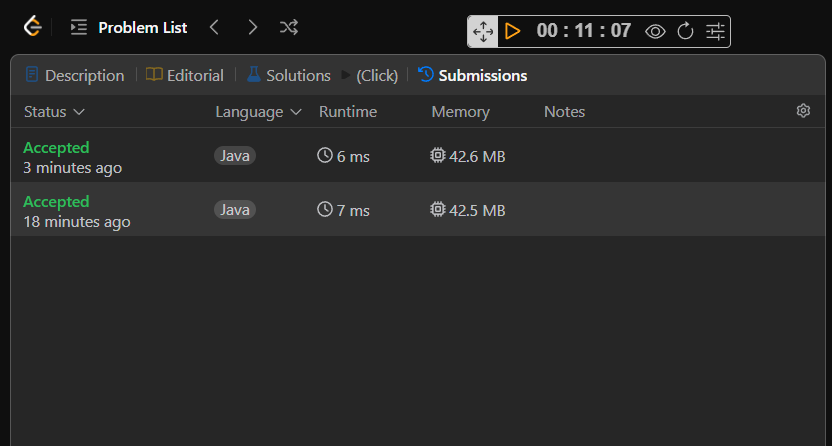 Problem List 00 : 11 : 07
Description Editorial Solutions (Click) Submissions
Status Language Runtime Memory Notes
Accepted
3 minutes ago Java 6 ms 42.6 MB
Accepted
18 minutes ago Java 7 ms 42.5 MB